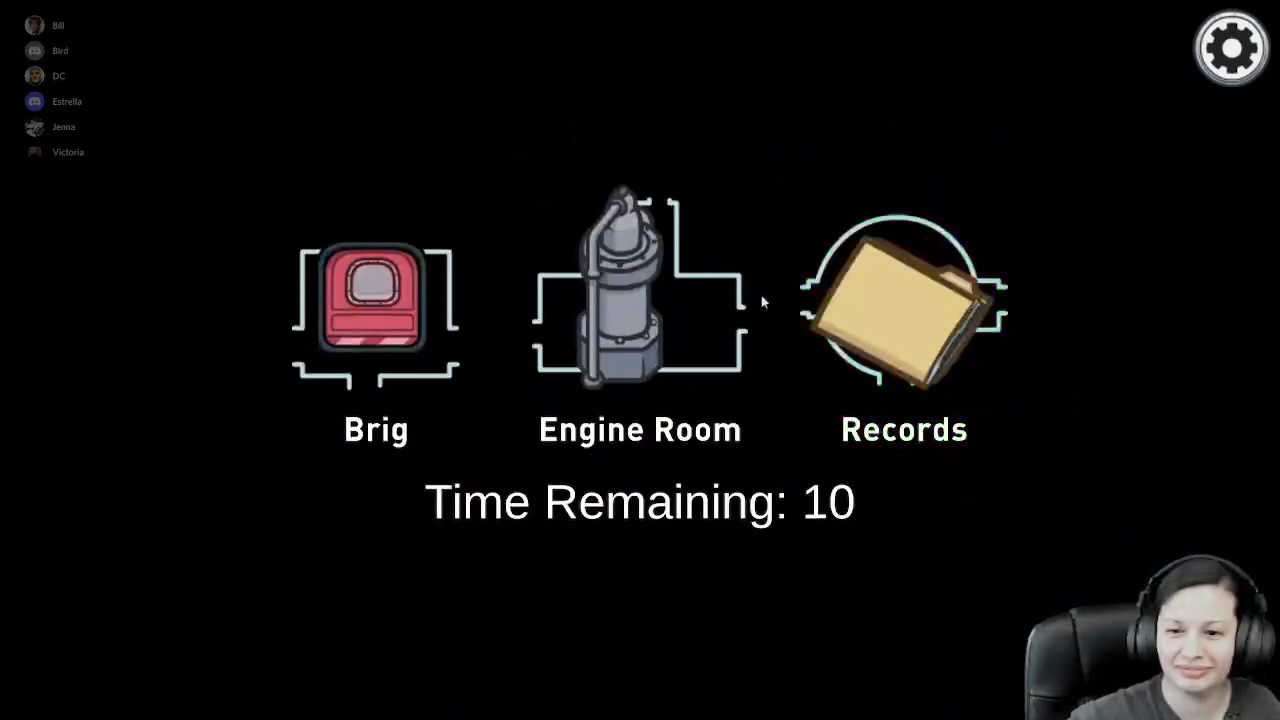 Bill
Bird
DC
Estrella
Jenna
Victoria
Brig
Engine Room
Records
Time Remaining: 10